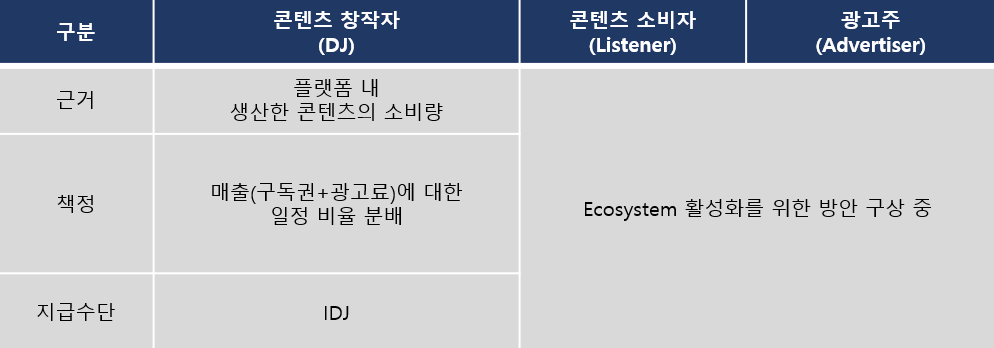 구분
콘텐츠 창작자
(DJ)
콘텐츠 소비자
(Listener)
광고주
(Advertiser)
근거
플랫폼 내
생산한 콘텐츠의 소비량
책정
매출(구독권+광고료)에 대한
일정 비율 분배
Ecosystem 활성화를 위한 방안 구상 중
지급수단
IDJ